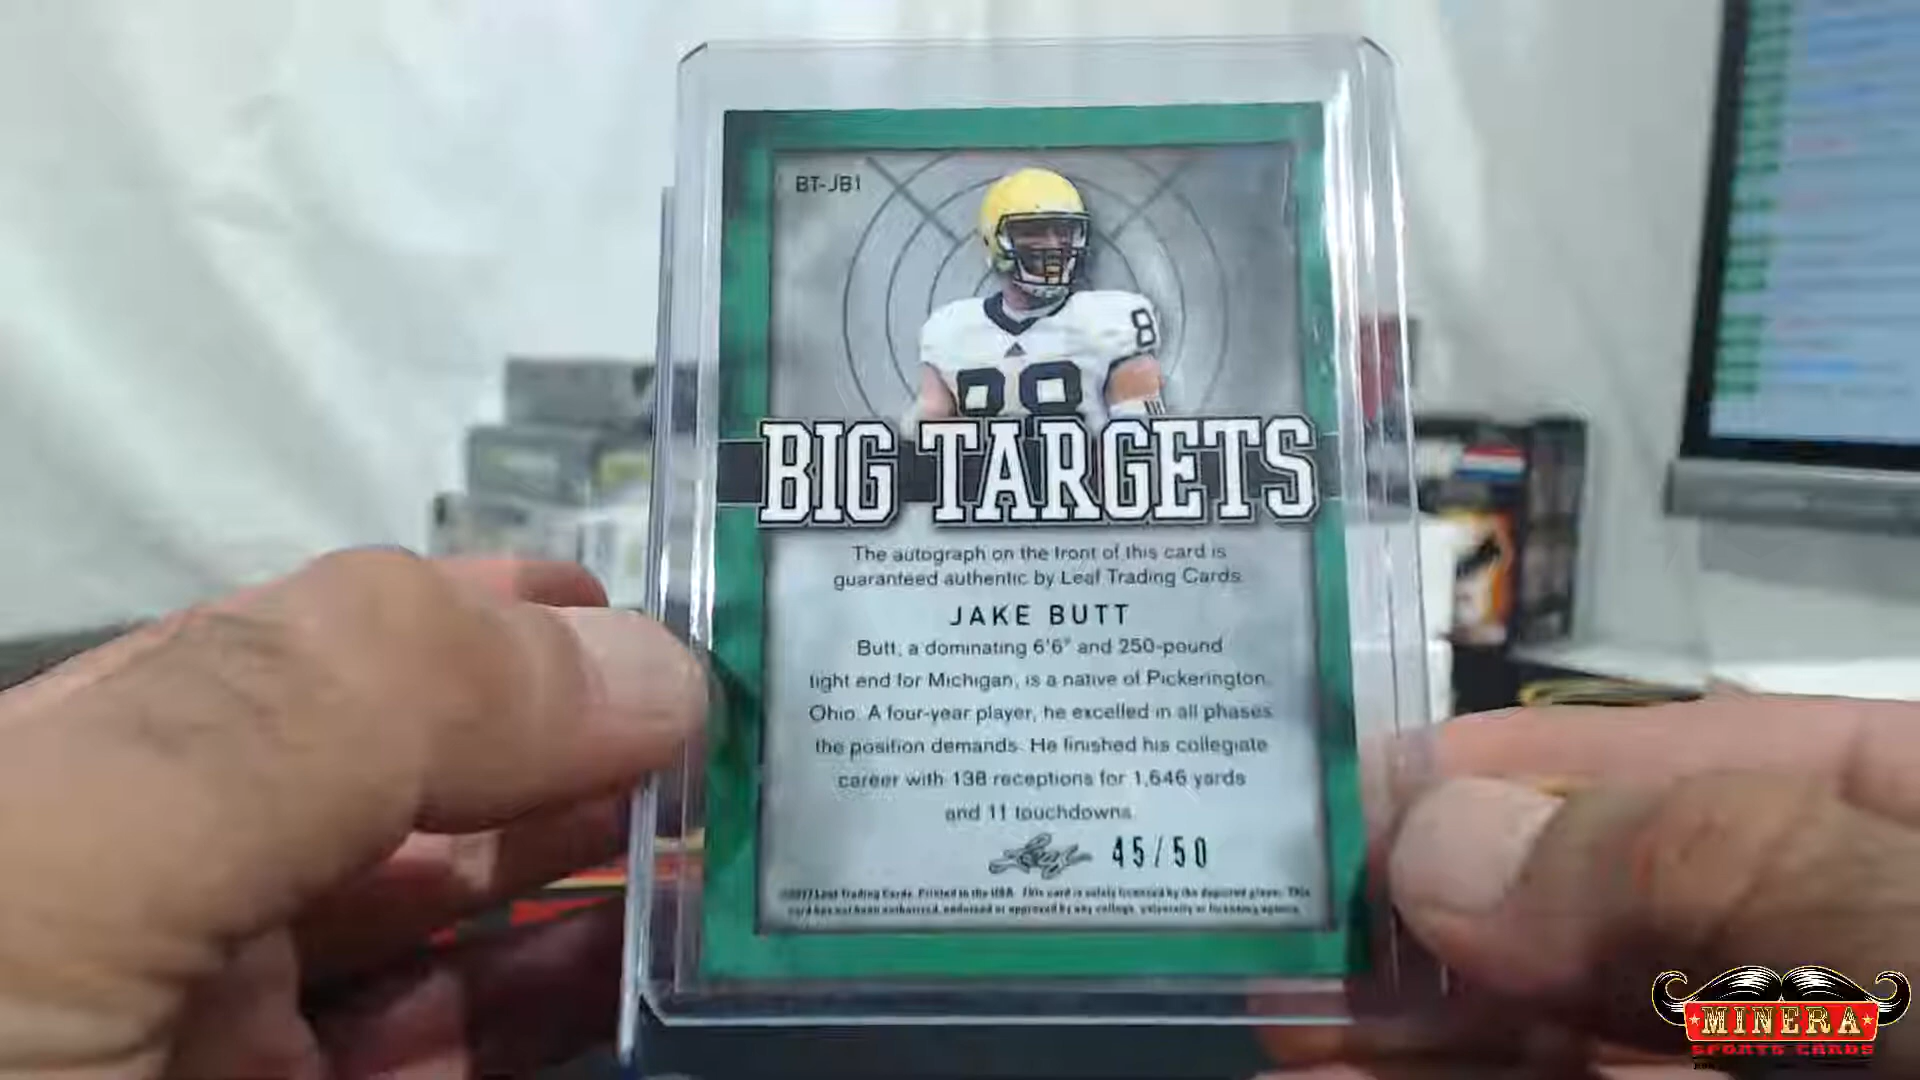 BT-JB1
8
88
BIG TARGETS
The autograph on the front of this card is
guaranteed authentic by Leaf Trading Cards.
JAKE BUTT
Butt, a dominating 6'6" and 250-pound
tight end for Michigan, is a native of Pickerington,
Ohio. A four-year player, he excelled in all phases
the position demands. He finished his collegiate
career with 138 receptions for 1,646 yards
and 11 touchdowns.
Leaf 45/50
©2017 Leaf Trading Cards. Printed in the USA. This card is solely licensed by the depicted player. This
card has not been authorized, endorsed or approved by any college, university or licensing agency.
MINERA
SPORTS CARDS